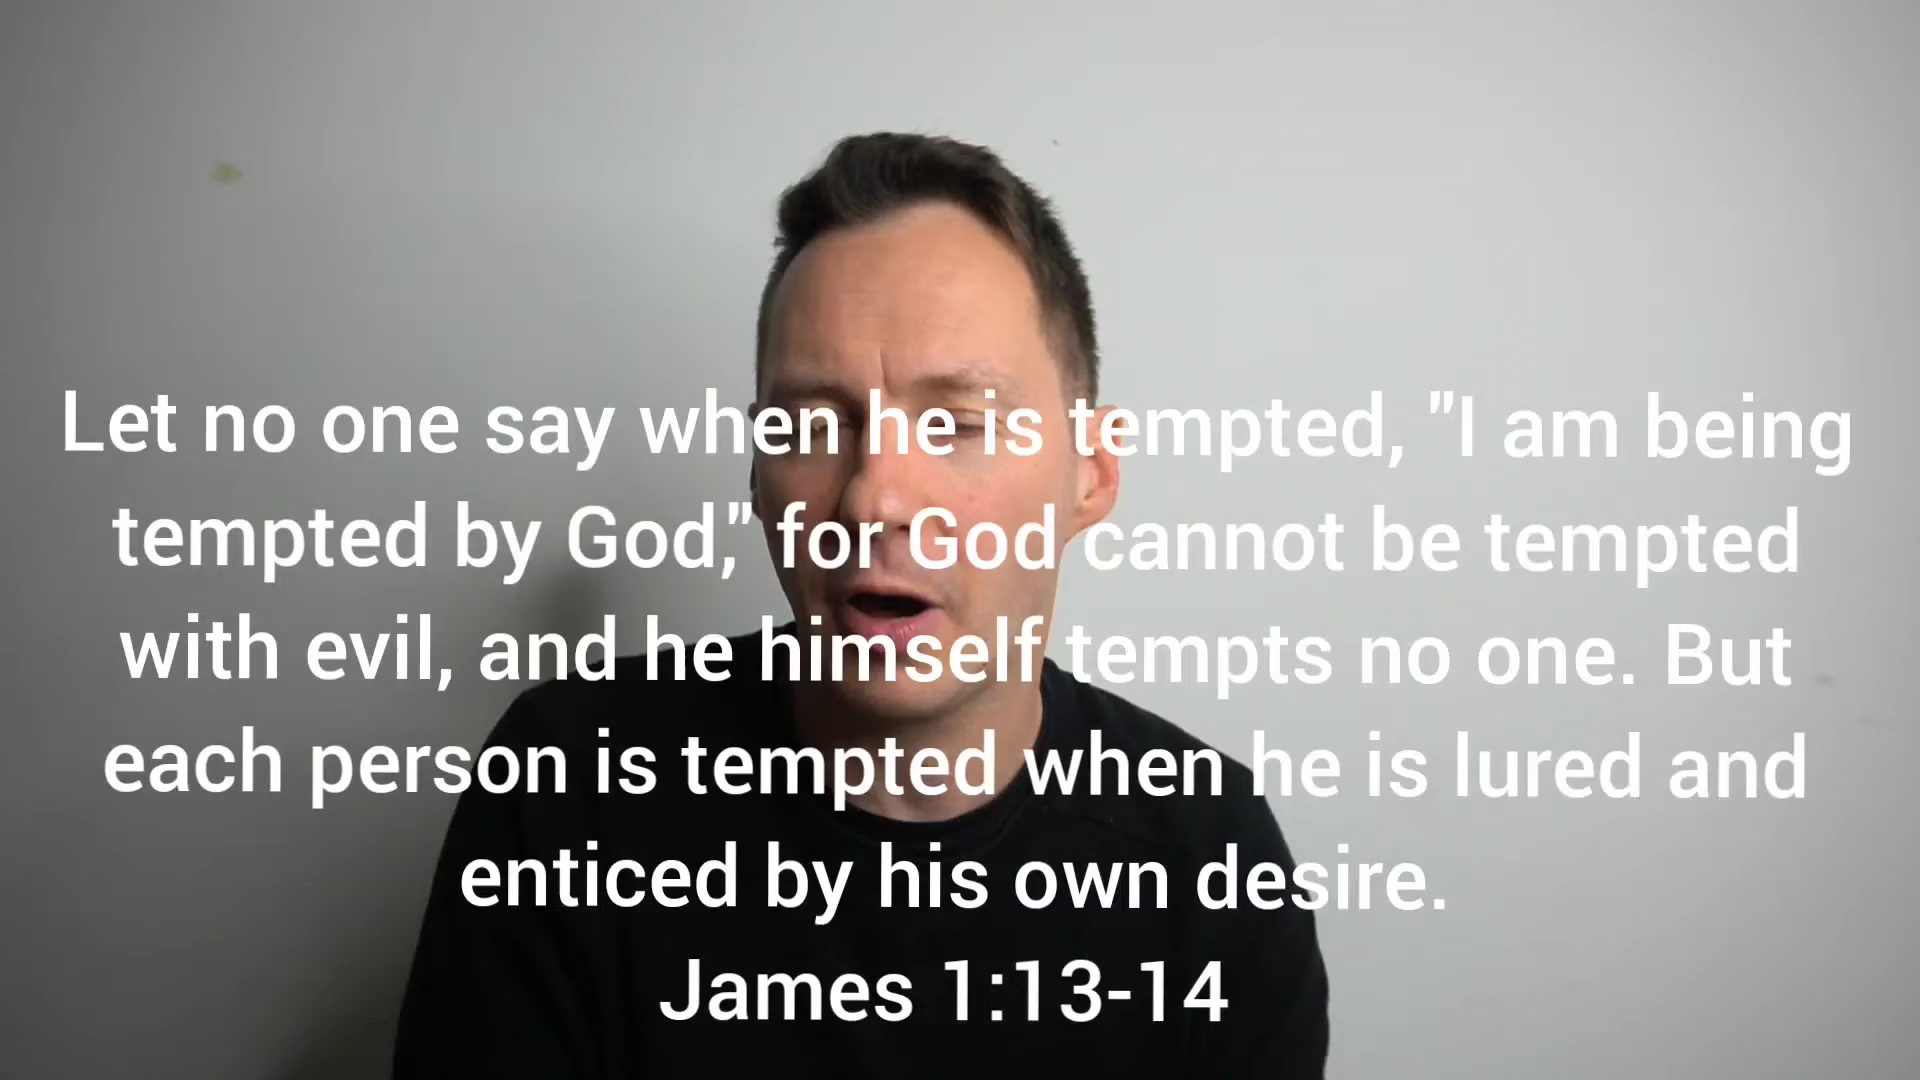 Let no one say when he is tempted, "I am being
tempted by God," for God cannot be tempted
with evil, and he himself tempts no one. But
each person is tempted when he is lured and
enticed by his own desire.
James 1:13-14